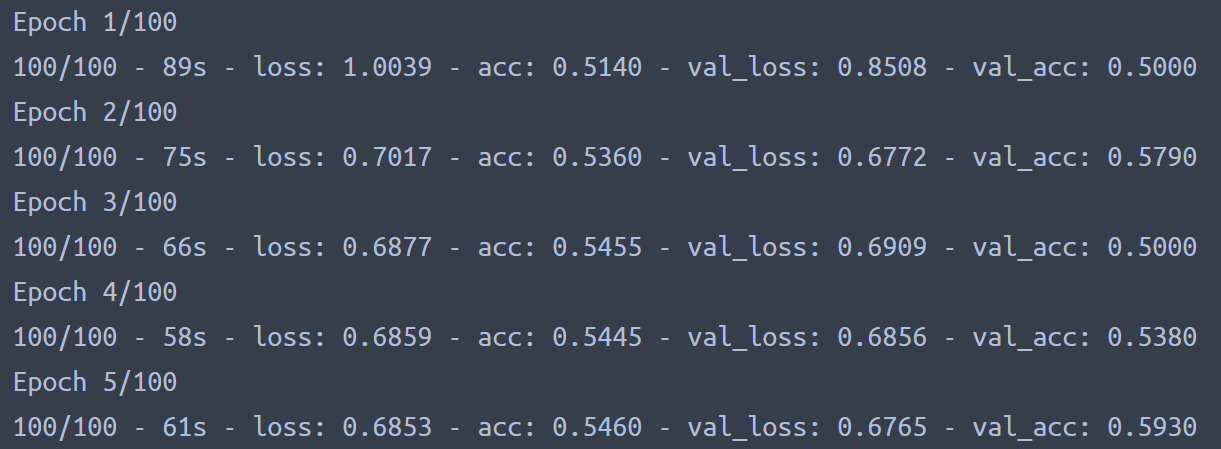 Epoch 1/100
100/100 - 89s - loss: 1.0039 - acc: 0.5140 - val_loss: 0.8508 - val_acc: 0.5000
Epoch 2/100
100/100 - 75s - loss: 0.7017 - acc: 0.5360 - val_loss: 0.6772 - val_acc: 0.5790
Epoch 3/100
100/100 - 66s - loss: 0.6877 - acc: 0.5455 - val_loss: 0.6909 - val_acc: 0.5000
Epoch 4/100
100/100 - 58s - loss: 0.6859 - acc: 0.5445 - val_loss: 0.6856 - val_acc: 0.5380
Epoch 5/100
100/100 - 61s - loss: 0.6853 - acc: 0.5460 - val_loss: 0.6765 - val_acc: 0.5930